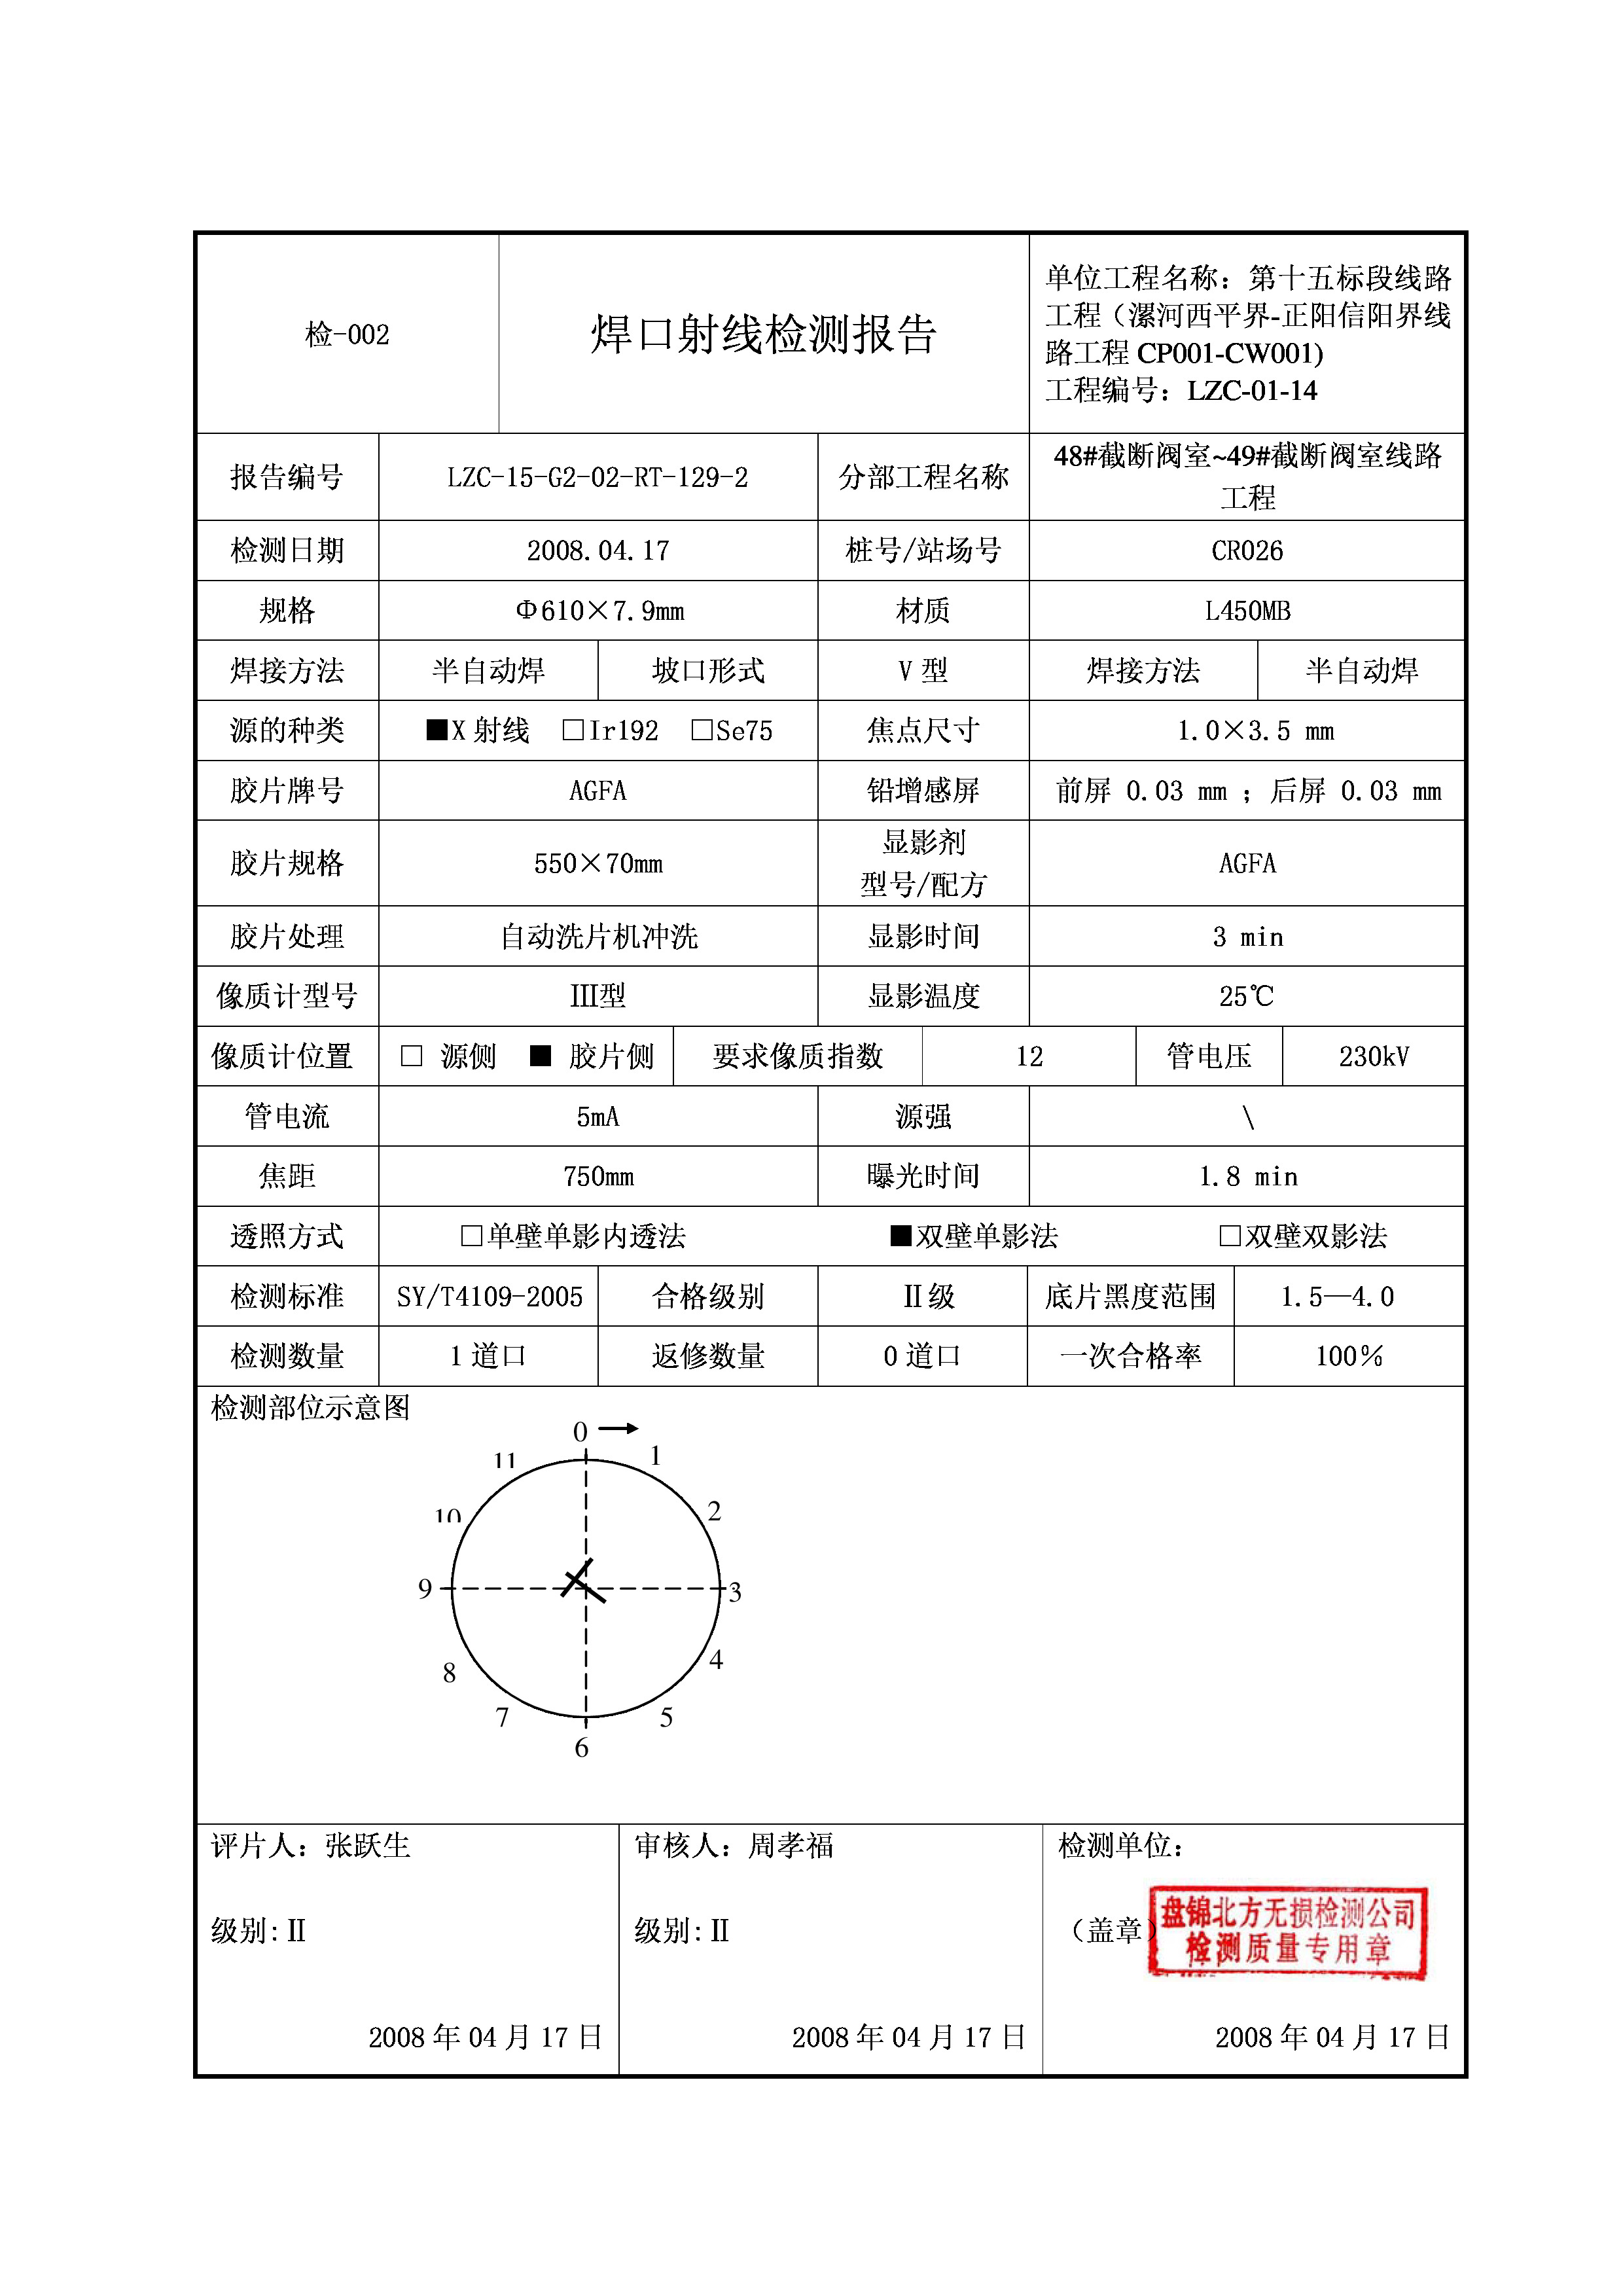 检-002
焊口射线检测报告
单位工程名称：第十五标段线路
工程（漯河西平界-正阳信阳界线
路工程 CP001-CW001)
工程编号：LZC-01-14
报告编号 LZC-15-G2-02-RT-129-2 分部工程名称 48#截断阀室~49#截断阀室线路
工程
检测日期 2008.04.17 桩号/站场号 CR026
规格 Φ610×7.9mm 材质 L450MB
焊接方法 半自动焊 坡口形式 V 型 焊接方法 半自动焊
源的种类 ■X 射线 □Ir192 □Se75 焦点尺寸 1.0×3.5 mm
胶片牌号 AGFA 铅增感屏 前屏 0.03 mm ；后屏 0.03 mm
胶片规格 550×70mm 显影剂
型号/配方 AGFA
胶片处理 自动洗片机冲洗 显影时间 3 min
像质计型号 III型 显影温度 25℃
像质计位置 □ 源侧 ■ 胶片侧 要求像质指数 12 管电压 230kV
管电流 5mA 源强 \
焦距 750mm 曝光时间 1.8 min
透照方式 □单壁单影内透法 ■双壁单影法 □双壁双影法
检测标准 SY/T4109-2005 合格级别 II级 底片黑度范围 1.5—4.0
检测数量 1 道口 返修数量 0 道口 一次合格率 100%
检测部位示意图
0
1
2
3
4
5
6
7
8
9
10
11
评片人：张跃生
级别:Ⅱ
2008 年 04 月 17 日
审核人：周孝福
级别:Ⅱ
2008 年 04 月 17 日
检测单位：
（盖章）
盘锦北方无损检测公司
检测质量专用章
2008 年 04 月 17 日